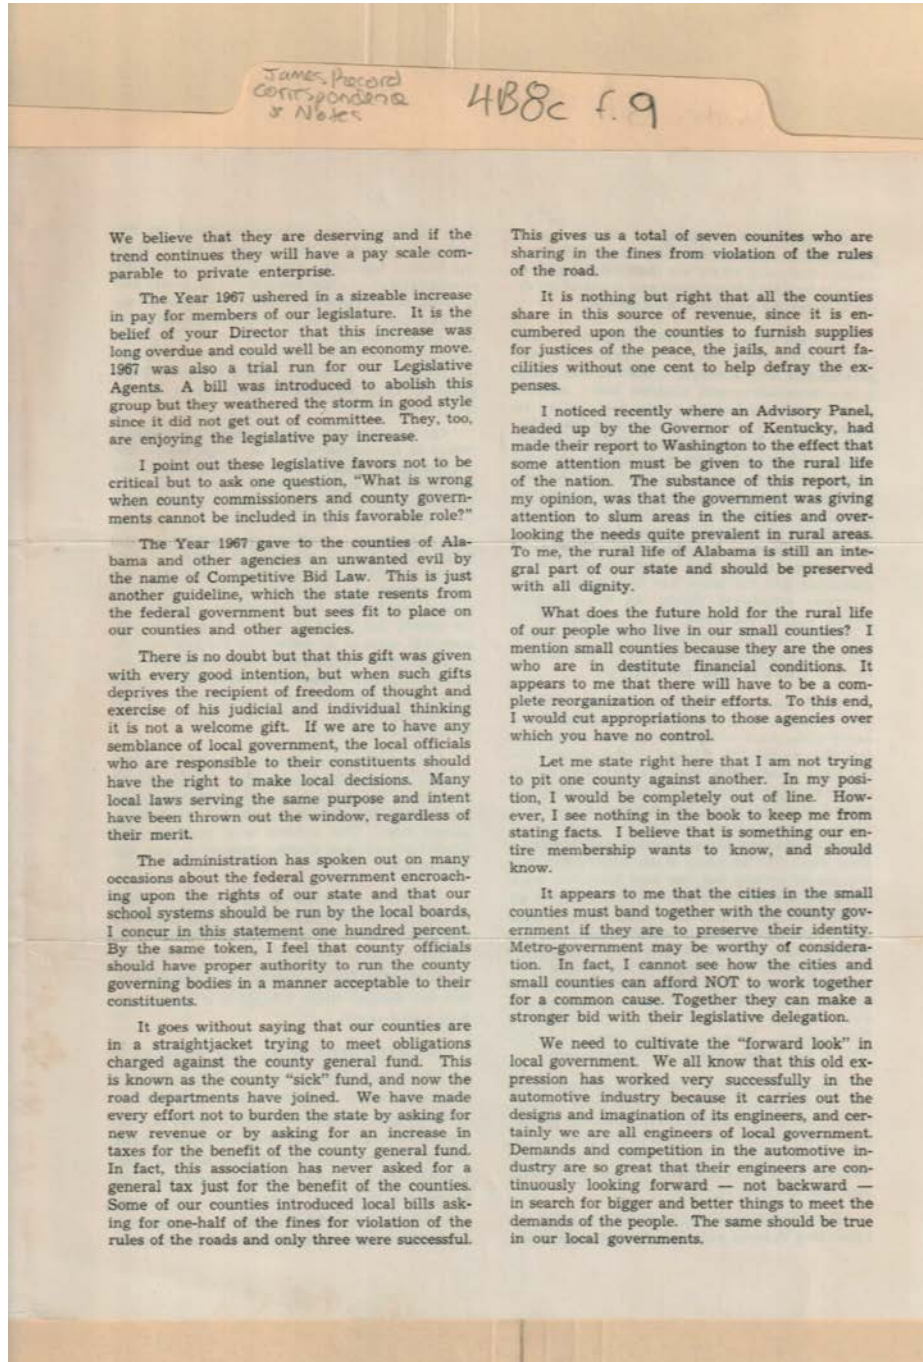 James Record
Correspondence
& Notes
4B8c f.9
We believe that they are deserving and if the
trend continues they will have a pay scale com-
parable to private enterprise.
The Year 1967 ushered in a sizeable increase
in pay for members of our legislature. It is the
belief of your Director that this increase was
long overdue and could well be an economy move.
1967 was also a trial run for our Legislative
Agents. A bill was introduced to abolish this
group but they weathered the storm in good style
since it did not get out of committee. They, too,
are enjoying the legislative pay increase.
I point out these legislative favors not to be
critical but to ask one question, "What is wrong
when county commissioners and county govern-
ments cannot be included in this favorable role?"
The Year 1967 gave to the counties of Ala-
bama and other agencies an unwanted evil by
the name of Competitive Bid Law. This is just
another guideline, which the state resents from
the federal government but sees fit to place on
our counties and other agencies.
There is no doubt but that this gift was given
with every good intention, but when such gifts
deprives the recipient of freedom of thought and
exercise of his judicial and individual thinking
it is not a welcome gift. If we are to have any
semblance of local government, the local officials
who are responsible to their constituents should
have the right to make local decisions. Many
local laws serving the same purpose and intent
have been thrown out the window, regardless of
their merit.
The administration has spoken out on many
occasions about the federal government encroach-
ing upon the rights of our state and that our
school systems should be run by the local boards,
I concur in this statement one hundred percent.
By the same token, I feel that county officials
should have proper authority to run the county
governing bodies in a manner acceptable to their
constituents.
It goes without saying that our counties are
in a straightjacket trying to meet obligations
charged against the county general fund. This
is known as the county "sick" fund, and now the
road departments have joined. We have made
every effort not to burden the state by asking for
new revenue or by asking for an increase in
taxes for the benefit of the county general fund.
In fact, this association has never asked for a
general tax just for the benefit of the counties.
Some of our counties introduced local bills ask-
ing for one-half of the fines for violation of the
rules of the roads and only three were successful.
This gives us a total of seven counites who are
sharing in the fines from violation of the rules
of the road.
It is nothing but right that all the counties
share in this source of revenue, since it is en-
cumbered upon the counties to furnish supplies
for justices of the peace, the jails, and court fa-
cilities without one cent to help defray the ex-
penses.
I noticed recently where an Advisory Panel,
headed up by the Governor of Kentucky, had
made their report to Washington to the effect that
some attention must be given to the rural life
of the nation. The substance of this report, in
my opinion, was that the government was giving
attention to slum areas in the cities and over-
looking the needs quite prevalent in rural areas.
To me, the rural life of Alabama is still an inte-
gral part of our state and should be preserved
with all dignity.
What does the future hold for the rural life
of our people who live in our small counties? I
mention small counties because they are the ones
who are in destitute financial conditions. It
appears to me that there will have to be a com-
plete reorganization of their efforts. To this end,
I would cut appropriations to those agencies over
which you have no control.
Let me state right here that I am not trying
to pit one county against another. In my posi-
tion, I would be completely out of line. How-
ever, I see nothing in the book to keep me from
stating facts. I believe that is something our en-
tire membership wants to know, and should
know.
It appears to me that the cities in the small
counties must band together with the county gov-
ernment if they are to preserve their identity.
Metro-government may be worthy of considera-
tion. In fact, I cannot see how the cities and
small counties can afford NOT to work together
for a common cause. Together they can make a
stronger bid with their legislative delegation.
We need to cultivate the "forward look" in
local government. We all know that this old ex-
pression has worked very successfully in the
automotive industry because it carries out the
designs and imagination of its engineers, and cer-
tainly we are all engineers of local government.
Demands and competition in the automotive in-
dustry are so great that their engineers are con-
tinuously looking forward — not backward —
in search for bigger and better things to meet the
demands of the people. The same should be true
in our local governments.